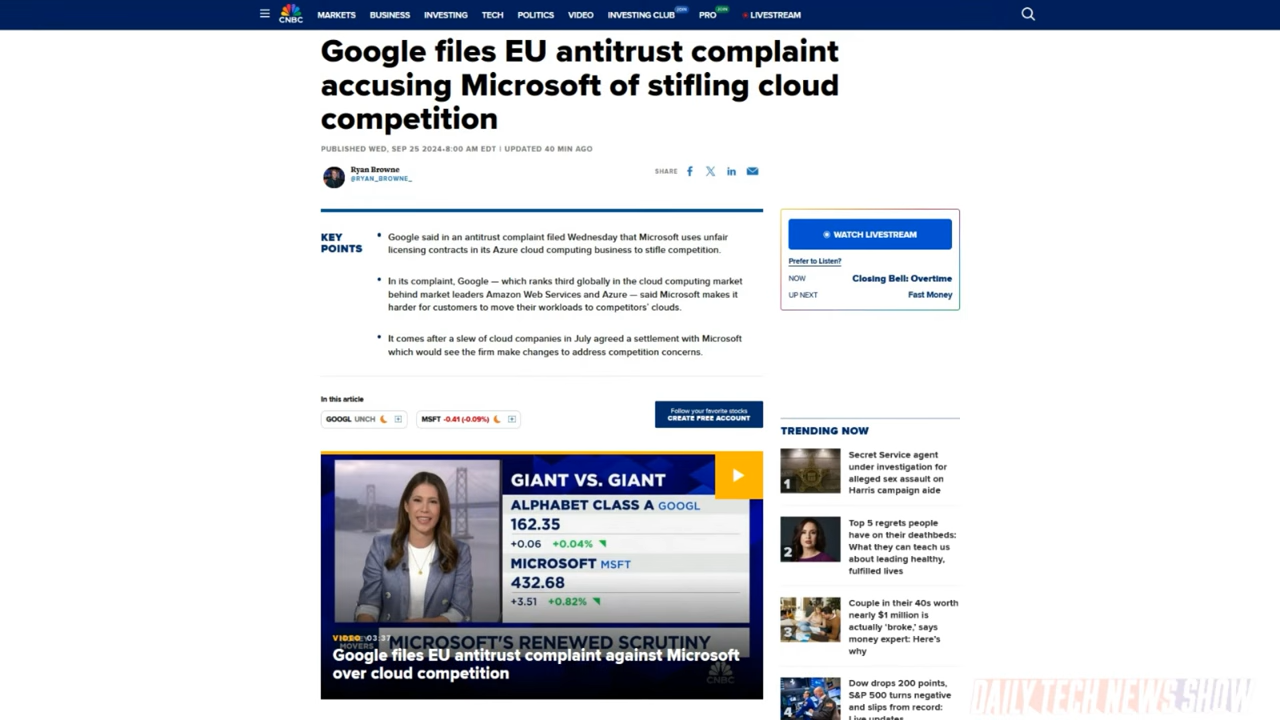 CNBC
MARKETS
BUSINESS
INVESTING
TECH
POLITICS
VIDEO
INVESTING CLUB
PRO
LIVESTREAM
Google files EU antitrust complaint
accusing Microsoft of stifling cloud
competition
PUBLISHED WED, SEP 25 2024•8:00 AM EDT | UPDATED 40 MIN AGO
Ryan Browne
@RYAN_BROWNE_
SHARE
KEY
POINTS
Google said in an antitrust complaint filed Wednesday that Microsoft uses unfair
licensing contracts in its Azure cloud computing business to stifle competition.
In its complaint, Google — which ranks third globally in the cloud computing market
behind market leaders Amazon Web Services and Azure — said Microsoft makes it
harder for customers to move their workloads to competitors' clouds.
It comes after a slew of cloud companies in July agreed a settlement with Microsoft
which would see the firm make changes to address competition concerns.
In this article
GOOGL UNCH
MSFT -0.41 (-0.09%)
Follow your favorite stocks
CREATE FREE ACCOUNT
GIANT VS. GIANT
ALPHABET CLASS A GOOGL
162.35
+0.06 +0.04%
MICROSOFT MSFT
432.68
+3.51 +0.82%
MOVERS
MICROSOFT'S RENEWED SCRUTINY
VIDEO 03:37
Google files EU antitrust complaint against Microsoft
over cloud competition
CNBC
WATCH LIVESTREAM
Prefer to Listen?
NOW
Closing Bell: Overtime
UP NEXT
Fast Money
TRENDING NOW
1
Secret Service agent
under investigation for
alleged sex assault on
Harris campaign aide
2
Top 5 regrets people
have on their deathbeds:
What they can teach us
about leading healthy,
fulfilled lives
3
Couple in their 40s worth
nearly $1 million is
actually 'broke,' says
money expert: Here's
why
4
Dow drops 200 points,
S&P 500 turns negative
and slips from record:
Live updates
DAILY TECH NEWS SHOW